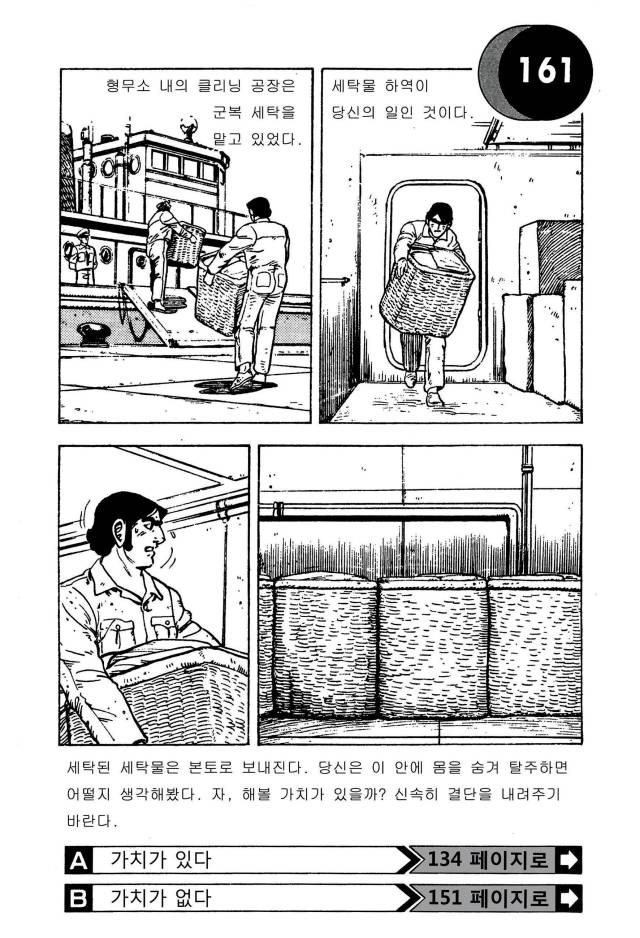 161
형무소 내의 클리닝 공장은
군복 세탁을
맡고 있었다.
세탁물 하역이
당신의 일인 것이다.
세탁된 세탁물은 본토로 보내진다. 당신은 이 안에 몸을 숨겨 탈주하면
어떨지 생각해봤다. 자, 해볼 가치가 있을까? 신속히 결단을 내려주기
바란다.
A 가치가 있다 134 페이지로
B 가치가 없다 151 페이지로